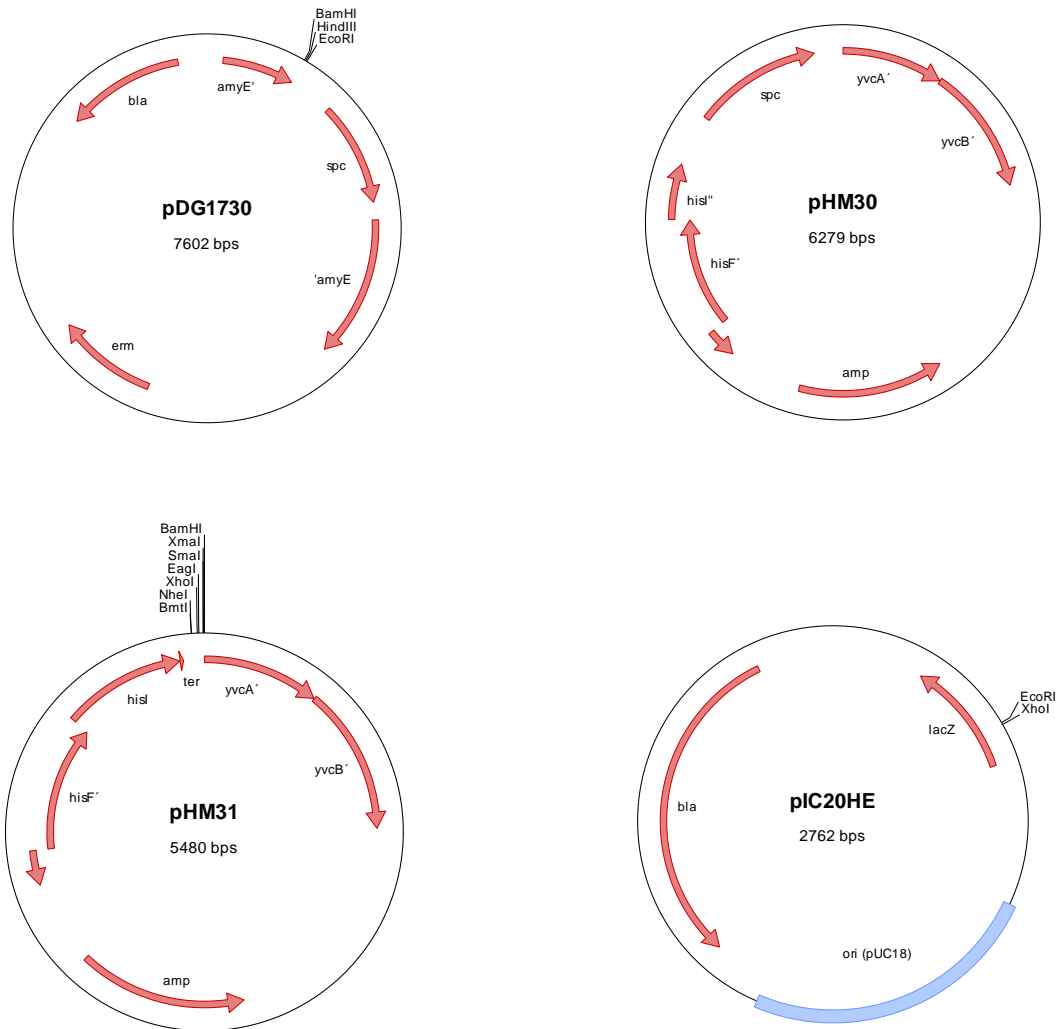 BamHI
HindIII
EcoRI
bla
amyE'
spc
pDG1730
7602 bps
'amyE
erm
spc
yvcA´
yvcB´
hisI"
pHM30
6279 bps
hisF´
amp
BamHI
XmaI
SmaI
EagI
XhoI
NheI
BmtI
hisI
ter
yvcA´
yvcB´
hisF´
pHM31
5480 bps
amp
EcoRI
XhoI
lacZ
bla
pIC20HE
2762 bps
ori (pUC18)